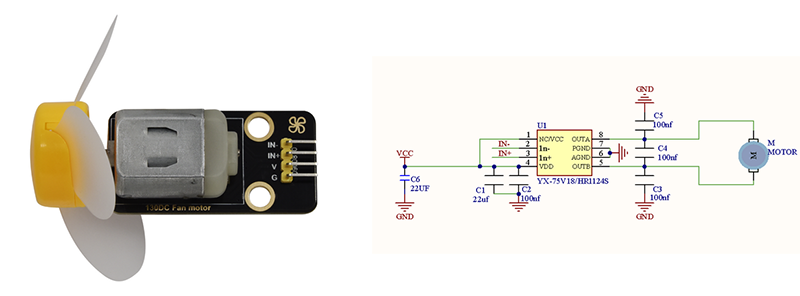 IN-
IN+
V
G
130DC Fan motor
VCC
C6
22UF
GND
IN-
IN+
C1
22uf
C2
100nf
GND
U1
1
2
3
4
NC/VCC
In-
In+
VDD
OUTA
PGND
AGND
OUTB
8
7
6
5
YX-75V18/HR1124S
GND
C5
100nf
C4
100nf
C3
100nf
GND
M
M
MOTOR